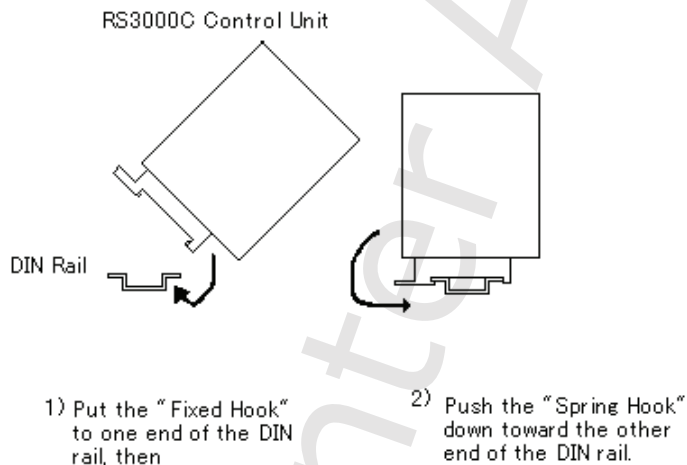 RS3000C Control Unit
DIN Rail
1) Put the "Fixed Hook"
to one end of the DIN
rail, then
2) Push the "Spring Hook"
down toward the other
end of the DIN rail.